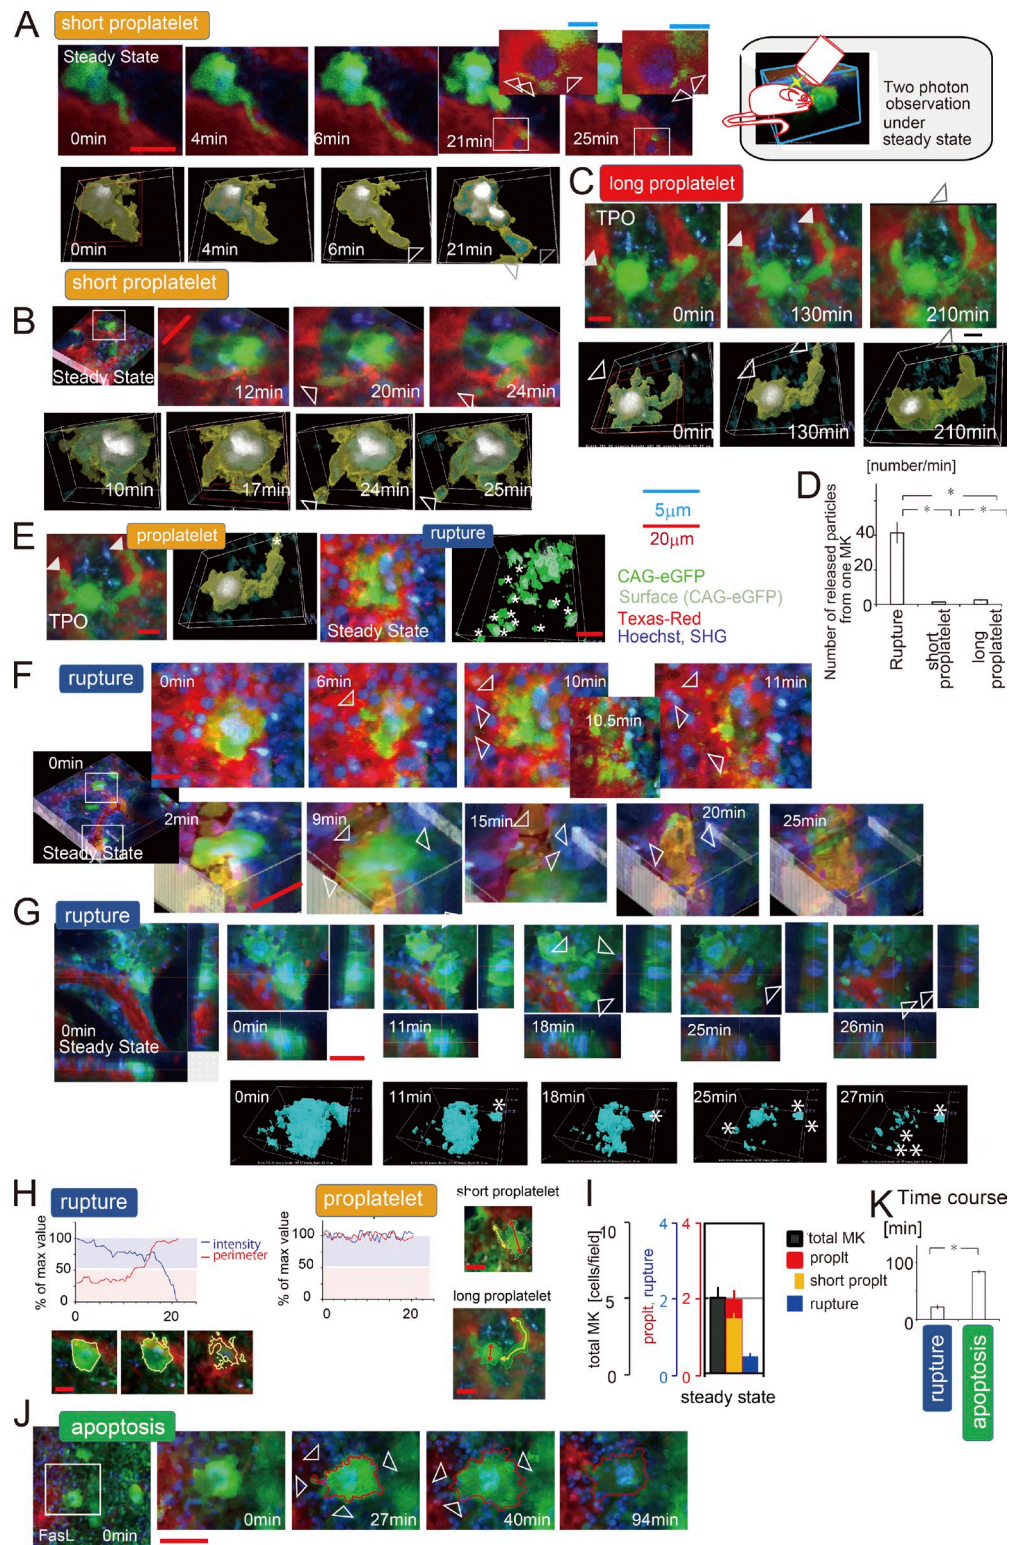 A
short proplatelet
Steady State
0min
4min
6min
21min
25min
Two photon
observation
under
steady state
0min
4min
6min
21min
C
long proplatelet
TPO
0min
130min
210min
0min
130min
210min
short proplatelet
B
Steady State
12min
20min
24min
10min
17min
24min
25min
D
[number/min]
Number of released particles
from one MK
40
20
0
* * *
Rupture
short
proplatelet
long
proplatelet
5μm
20μm
CAG-eGFP
Surface (CAG-eGFP)
Texas-Red
Hoechst, SHG
E
proplatelet
rupture
TPO
Steady State
F
rupture
0min
6min
10min
10.5min
11min
0min
Steady State
2min
9min
15min
20min
25min
G
rupture
0min
Steady State
0min
11min
18min
25min
26min
0min
11min
18min
25min
27min
H
rupture
% of max value
100
50
0
0
20
intensity
perimeter
proplatelet
% of max value
100
50
0
0
20
short proplatelet
long proplatelet
I
total MK [cells/field]
proplt, rupture
10
5
0
4
2
0
4
2
1
0
steady state
total MK
proplt
short proplt
rupture
K Time course
[min]
100
0
*
rupture
apoptosis
J
apoptosis
FasL 0min
0min
27min
40min
94min